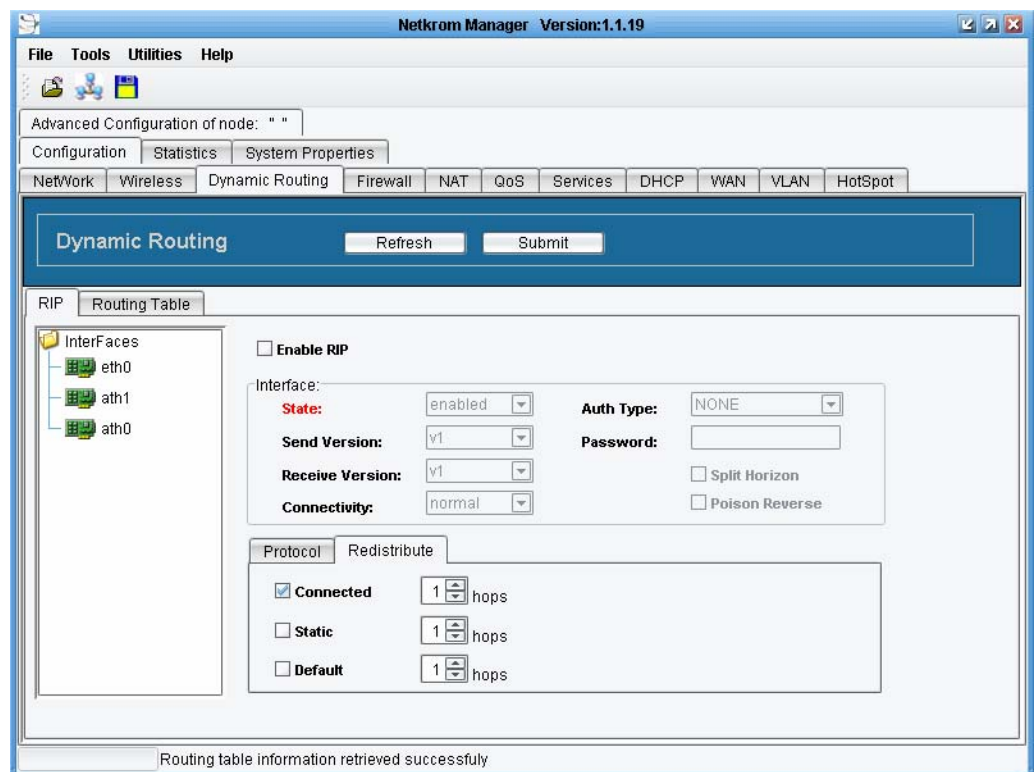 Netkrom Manager Version:1.1.19
File Tools Utilities Help
Advanced Configuration of node: " "
Configuration Statistics System Properties
NetWork Wireless Dynamic Routing Firewall NAT QoS Services DHCP WAN VLAN HotSpot
Dynamic Routing Refresh Submit
RIP Routing Table
InterFaces
eth0
ath1
ath0
Enable RIP
Interface:
State: enabled Auth Type: NONE
Send Version: v1 Password:
Receive Version: v1 Split Horizon
Connectivity: normal Poison Reverse
Protocol Redistribute
Connected 1 hops
Static 1 hops
Default 1 hops
Routing table information retrieved successfuly